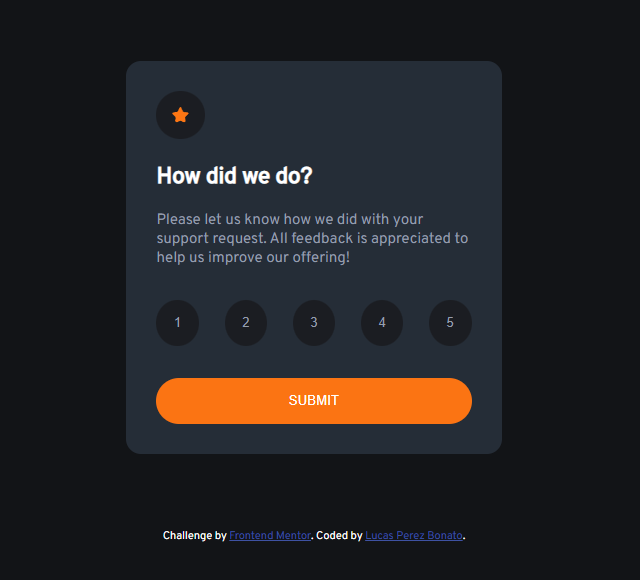 How did we do?
Please let us know how we did with your
support request. All feedback is appreciated to
help us improve our offering!
1 2 3 4 5
SUBMIT
Challenge by Frontend Mentor. Coded by Lucas Perez Bonato.